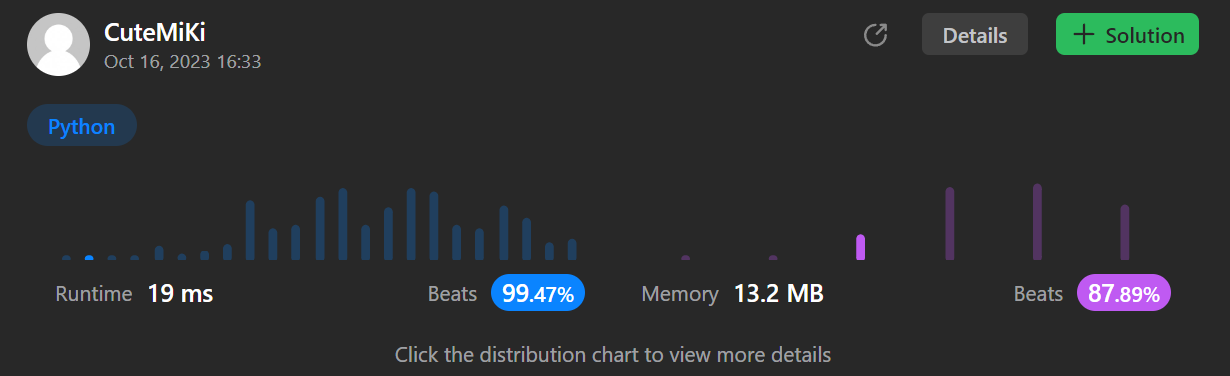 CuteMiKi
Oct 16, 2023 16:33
Details
+ Solution
Python
Runtime 19 ms Beats 99.47%
Memory 13.2 MB Beats 87.89%
Click the distribution chart to view more details